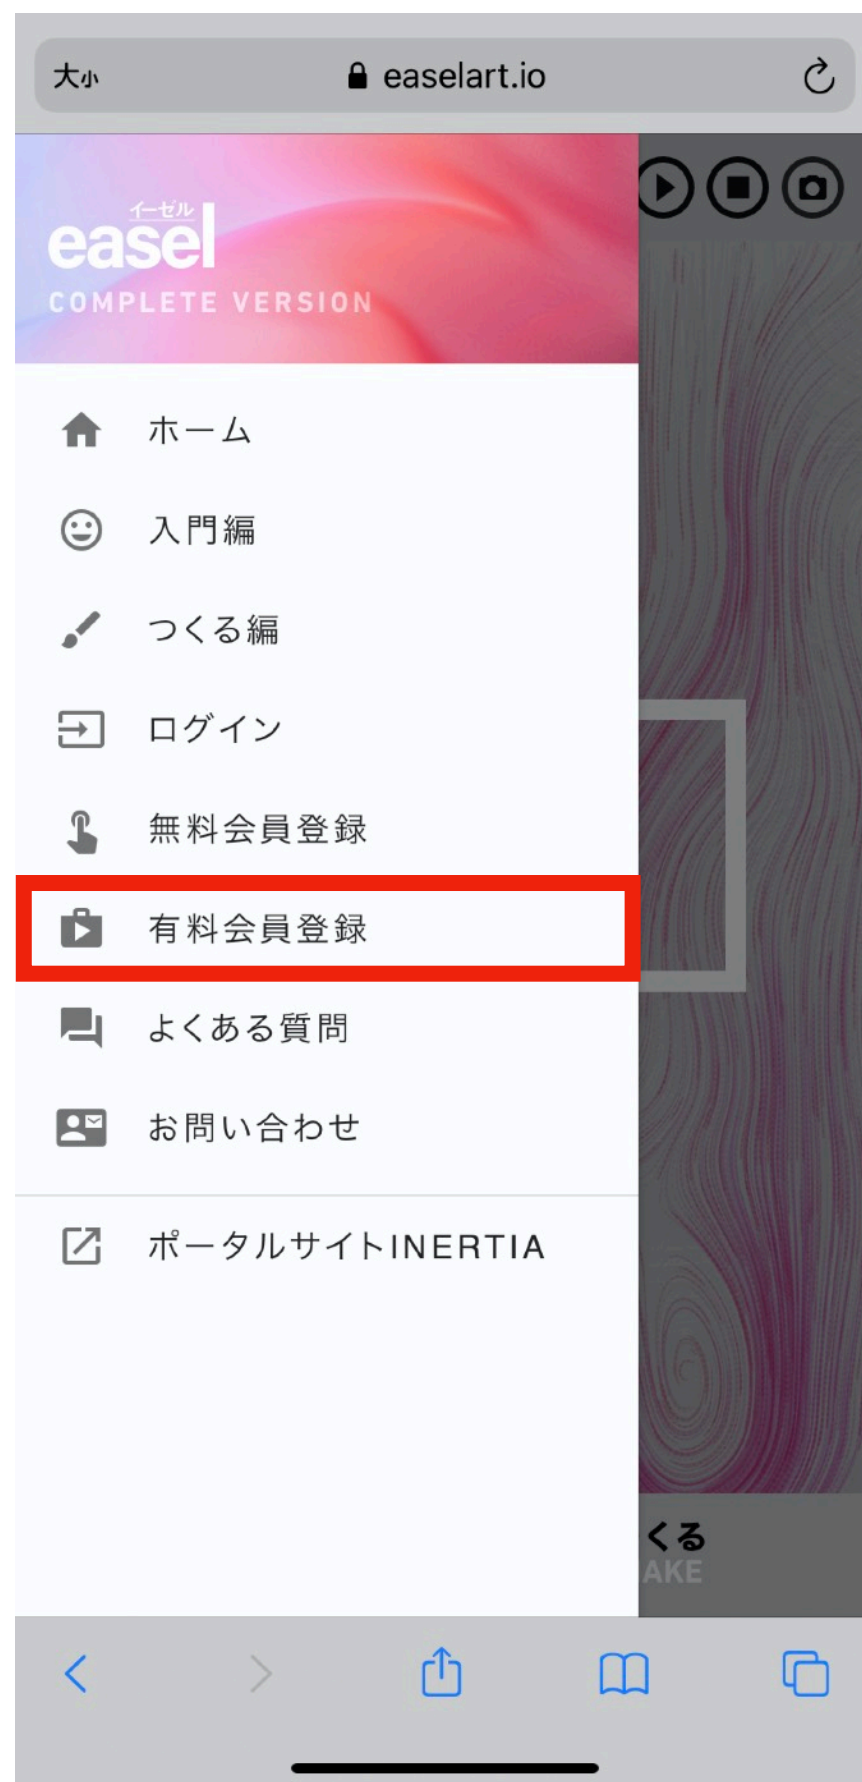 大小
easelart.io
イーゼル
easel
COMPLETE VERSION
ホーム
入門編
つくる編
ログイン
無料会員登録
有料会員登録
よくある質問
お問い合わせ
ポータルサイトINERTIA
くる
AKE